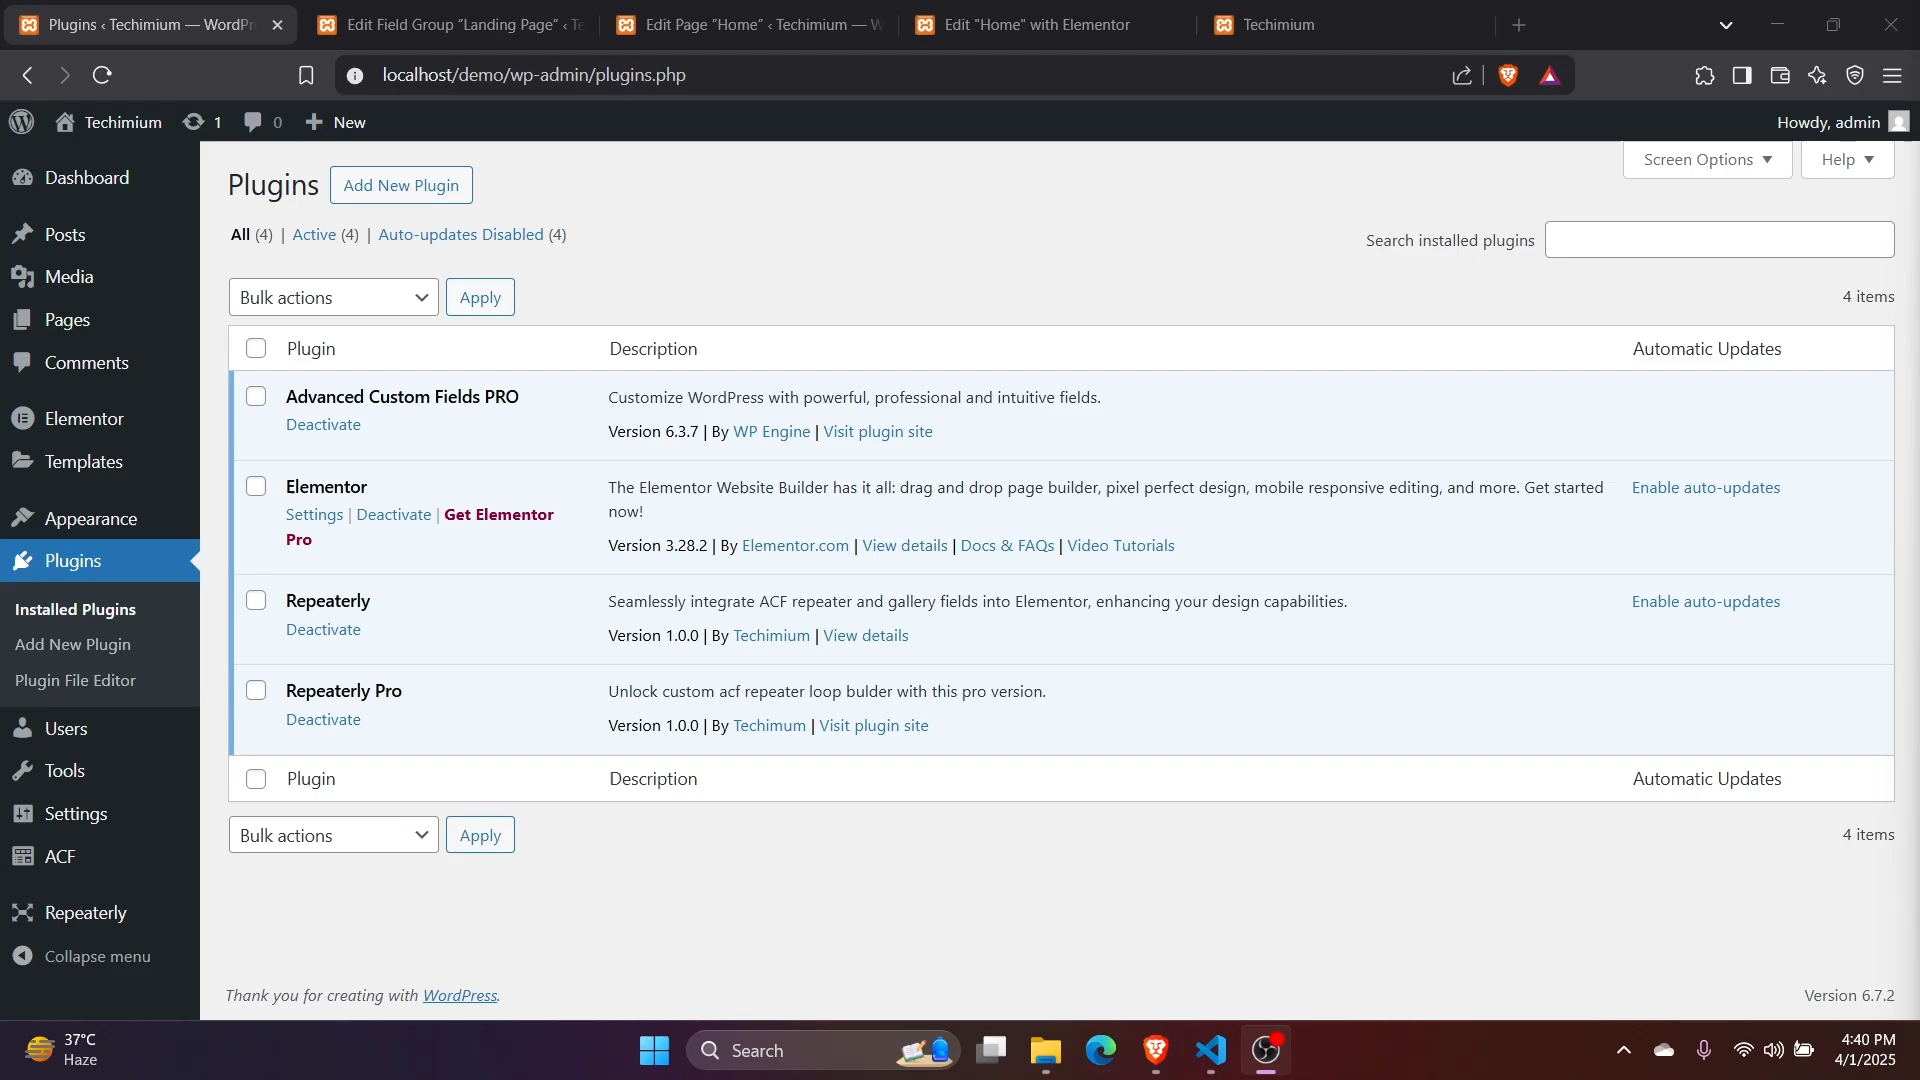 Plugins ‹ Techimium — WordPr
Edit Field Group “Landing Page” ‹ Te
Edit Page “Home” ‹ Techimium — W
Edit "Home" with Elementor
Techimium
localhost/demo/wp-admin/plugins.php
Techimium
1
0
New
Howdy, admin
Screen Options
Help
Dashboard
Posts
Media
Pages
Comments
Elementor
Templates
Appearance
Plugins
Installed Plugins
Add New Plugin
Plugin File Editor
Users
Tools
Settings
ACF
Repeaterly
Collapse menu
Plugins
Add New Plugin
All (4) | Active (4) | Auto-updates Disabled (4)
Search installed plugins
Bulk actions
Apply
4 items
Plugin
Description
Automatic Updates
Advanced Custom Fields PRO
Deactivate
Customize WordPress with powerful, professional and intuitive fields.
Version 6.3.7 | By WP Engine | Visit plugin site
Elementor
Settings | Deactivate | Get Elementor
Pro
The Elementor Website Builder has it all: drag and drop page builder, pixel perfect design, mobile responsive editing, and more. Get started
now!
Version 3.28.2 | By Elementor.com | View details | Docs & FAQs | Video Tutorials
Enable auto-updates
Repeaterly
Deactivate
Seamlessly integrate ACF repeater and gallery fields into Elementor, enhancing your design capabilities.
Version 1.0.0 | By Techimium | View details
Enable auto-updates
Repeaterly Pro
Deactivate
Unlock custom acf repeater loop bulder with this pro version.
Version 1.0.0 | By Techimum | Visit plugin site
Plugin
Description
Automatic Updates
Bulk actions
Apply
4 items
Thank you for creating with WordPress.
Version 6.7.2
37°C
Haze
Search
4:40 PM
4/1/2025